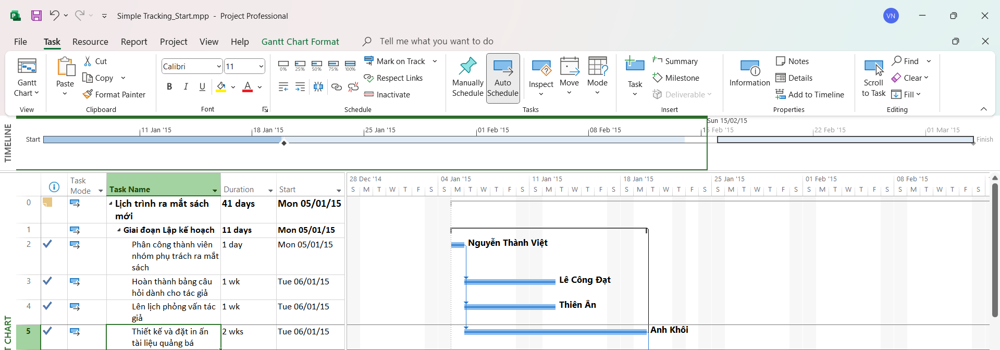 Simple Tracking_Start.mpp - Project Professional
VN
File Task Resource Report Project View Help Gantt Chart Format Tell me what you want to do
Gantt Chart
View
Paste
Cut
Copy
Format Painter
Clipboard
Calibri 11
B I U A
Font
0% 25% 50% 75% 100%
Mark on Track
Respect Links
Inactivate
Schedule
Manually Schedule
Auto Schedule
Inspect
Move
Mode
Tasks
Task
Summary
Milestone
Deliverable
Insert
Information
Notes
Details
Add to Timeline
Properties
Scroll to Task
Find
Clear
Fill
Editing
TIMELINE
Sun 15/02/15
11 Jan '15 18 Jan '15 25 Jan '15 01 Feb '15 08 Feb '15 15 Feb '15 22 Feb '15 01 Mar '15
Start
Finish
Task Mode Task Name Duration Start
28 Dec '14 04 Jan '15 11 Jan '15 18 Jan '15 25 Jan '15 01 Feb '15 08 Feb '15
S M T W T F S S M T W T F S S M T W T F S S M T W T F S S M T W T F S S M T W T F S S M T W T F S
0 Lịch trình ra mắt sách mới 41 days Mon 05/01/15
1 Giai đoạn Lập kế hoạch 11 days Mon 05/01/15
2 Phân công thành viên nhóm phụ trách ra mắt sách 1 day Mon 05/01/15
Nguyễn Thành Việt
3 Hoàn thành bảng câu hỏi dành cho tác giả 1 wk Tue 06/01/15
Lê Công Đạt
4 Lên lịch phỏng vấn tác giả 1 wk Tue 06/01/15
Thiên Ân
5 Thiết kế và đặt in ấn tài liệu quảng bá 2 wks Tue 06/01/15
Anh Khôi
T CHART